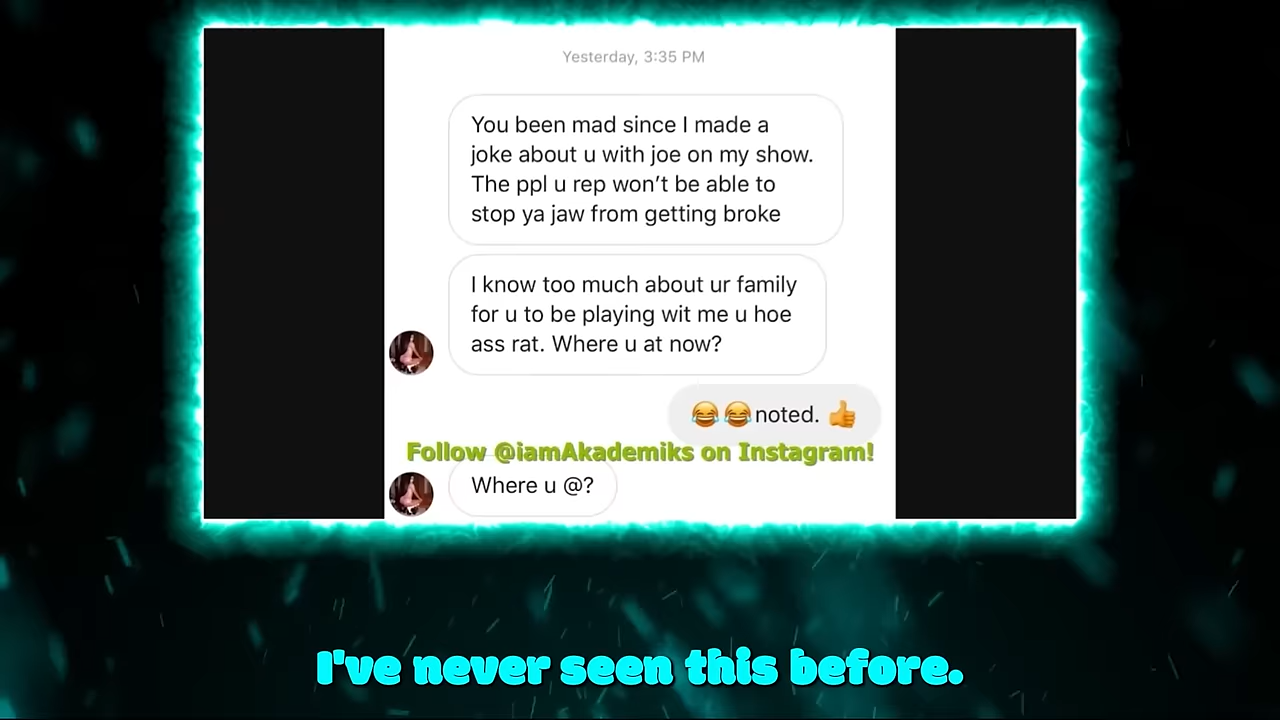 Yesterday, 3:35 PM
You been mad since I made a
joke about u with joe on my show.
The ppl u rep won’t be able to
stop ya jaw from getting broke
I know too much about ur family
for u to be playing wit me u hoe
ass rat. Where u at now?
😂😂noted. 👍
Follow @iamAkademiks on Instagram!
Where u @?
I've never seen this before.